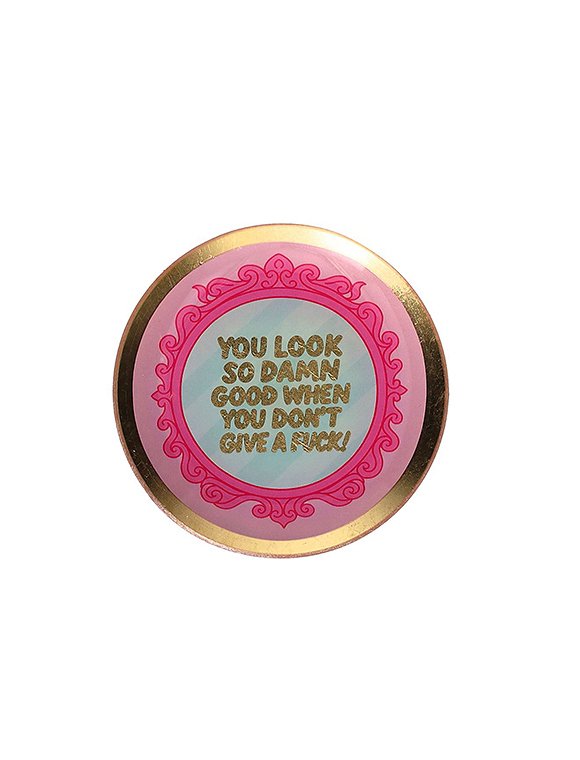 YOU LOOK
SO DAMN
GOOD WHEN
YOU DON'T
GIVE A FUCK!